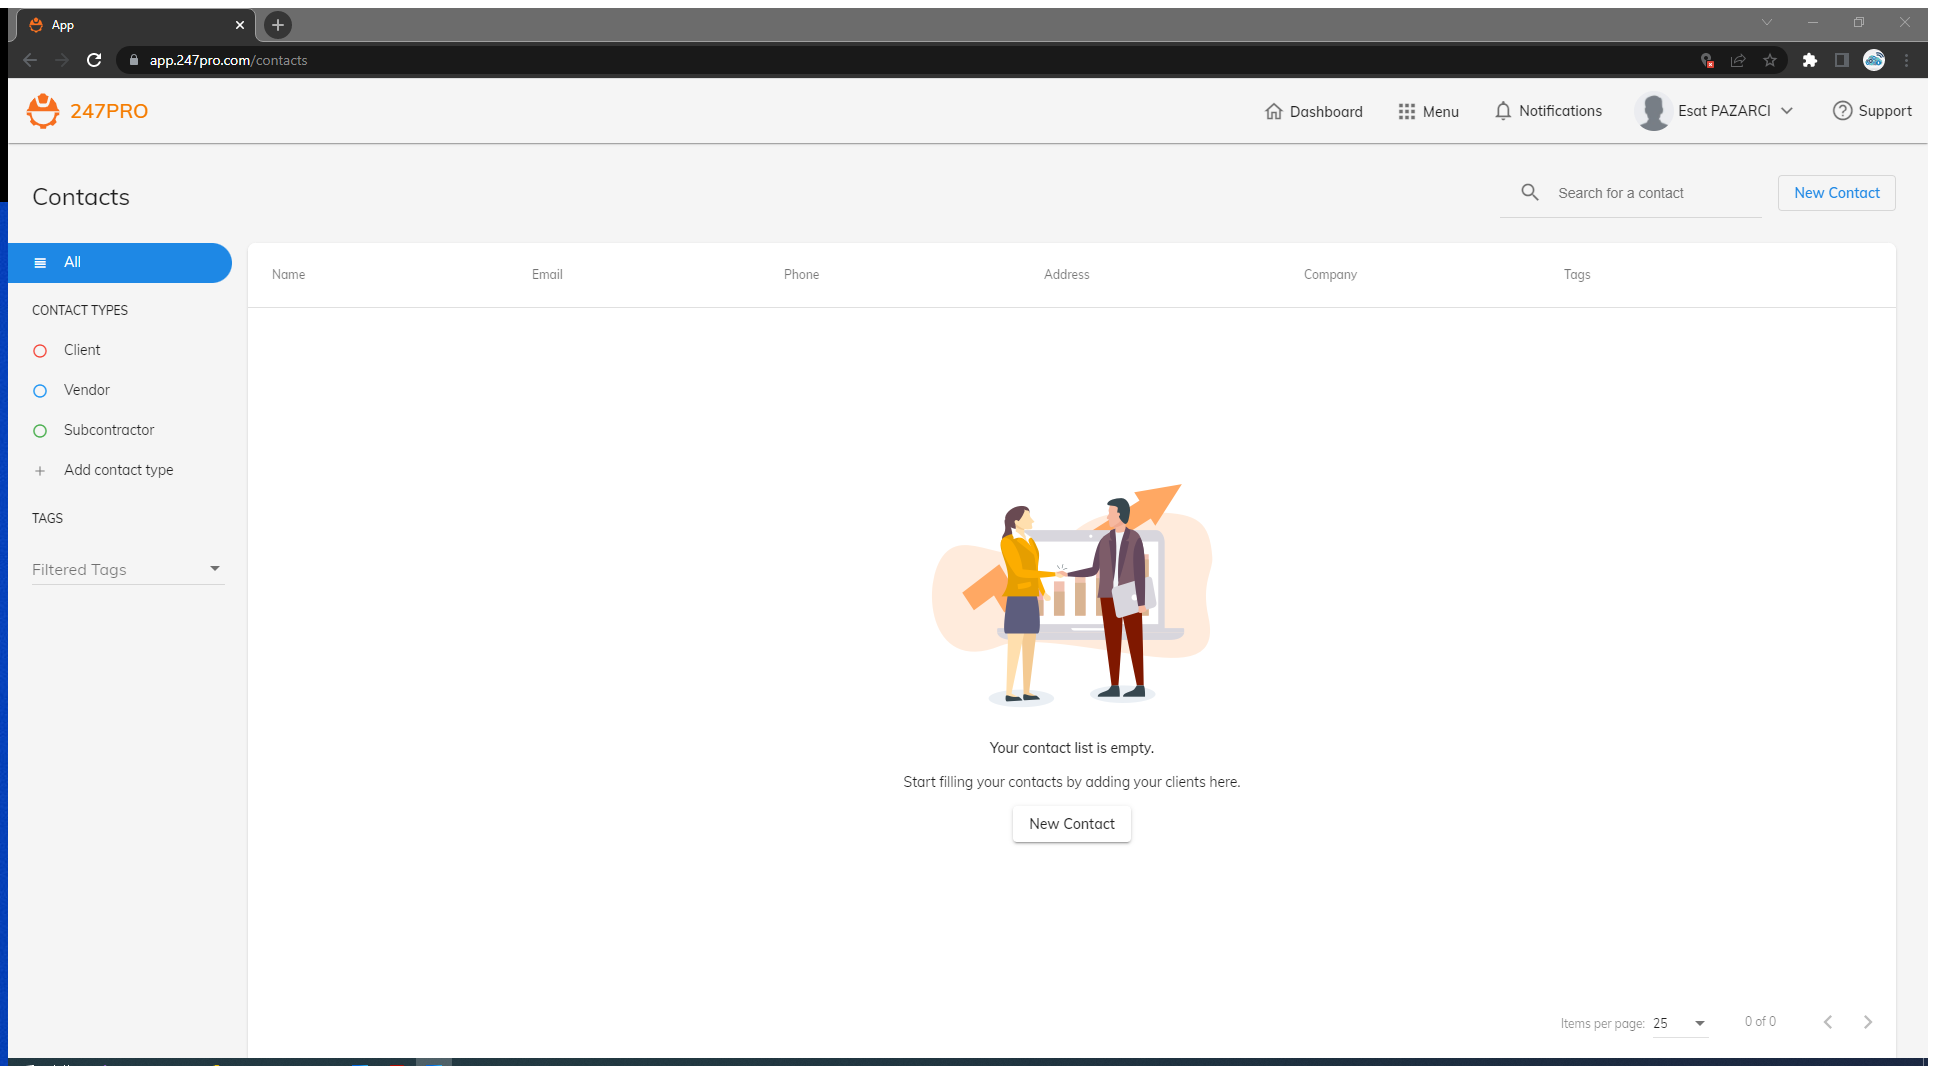 App
app.247pro.com/contacts
247PRO
Dashboard
Menu
Notifications
Esat PAZARCI
Support
Contacts
Search for a contact
New Contact
All
Name
Email
Phone
Address
Company
Tags
CONTACT TYPES
Client
Vendor
Subcontractor
Add contact type
TAGS
Filtered Tags
Your contact list is empty.
Start filling your contacts by adding your clients here.
New Contact
Items per page: 25
0 of 0